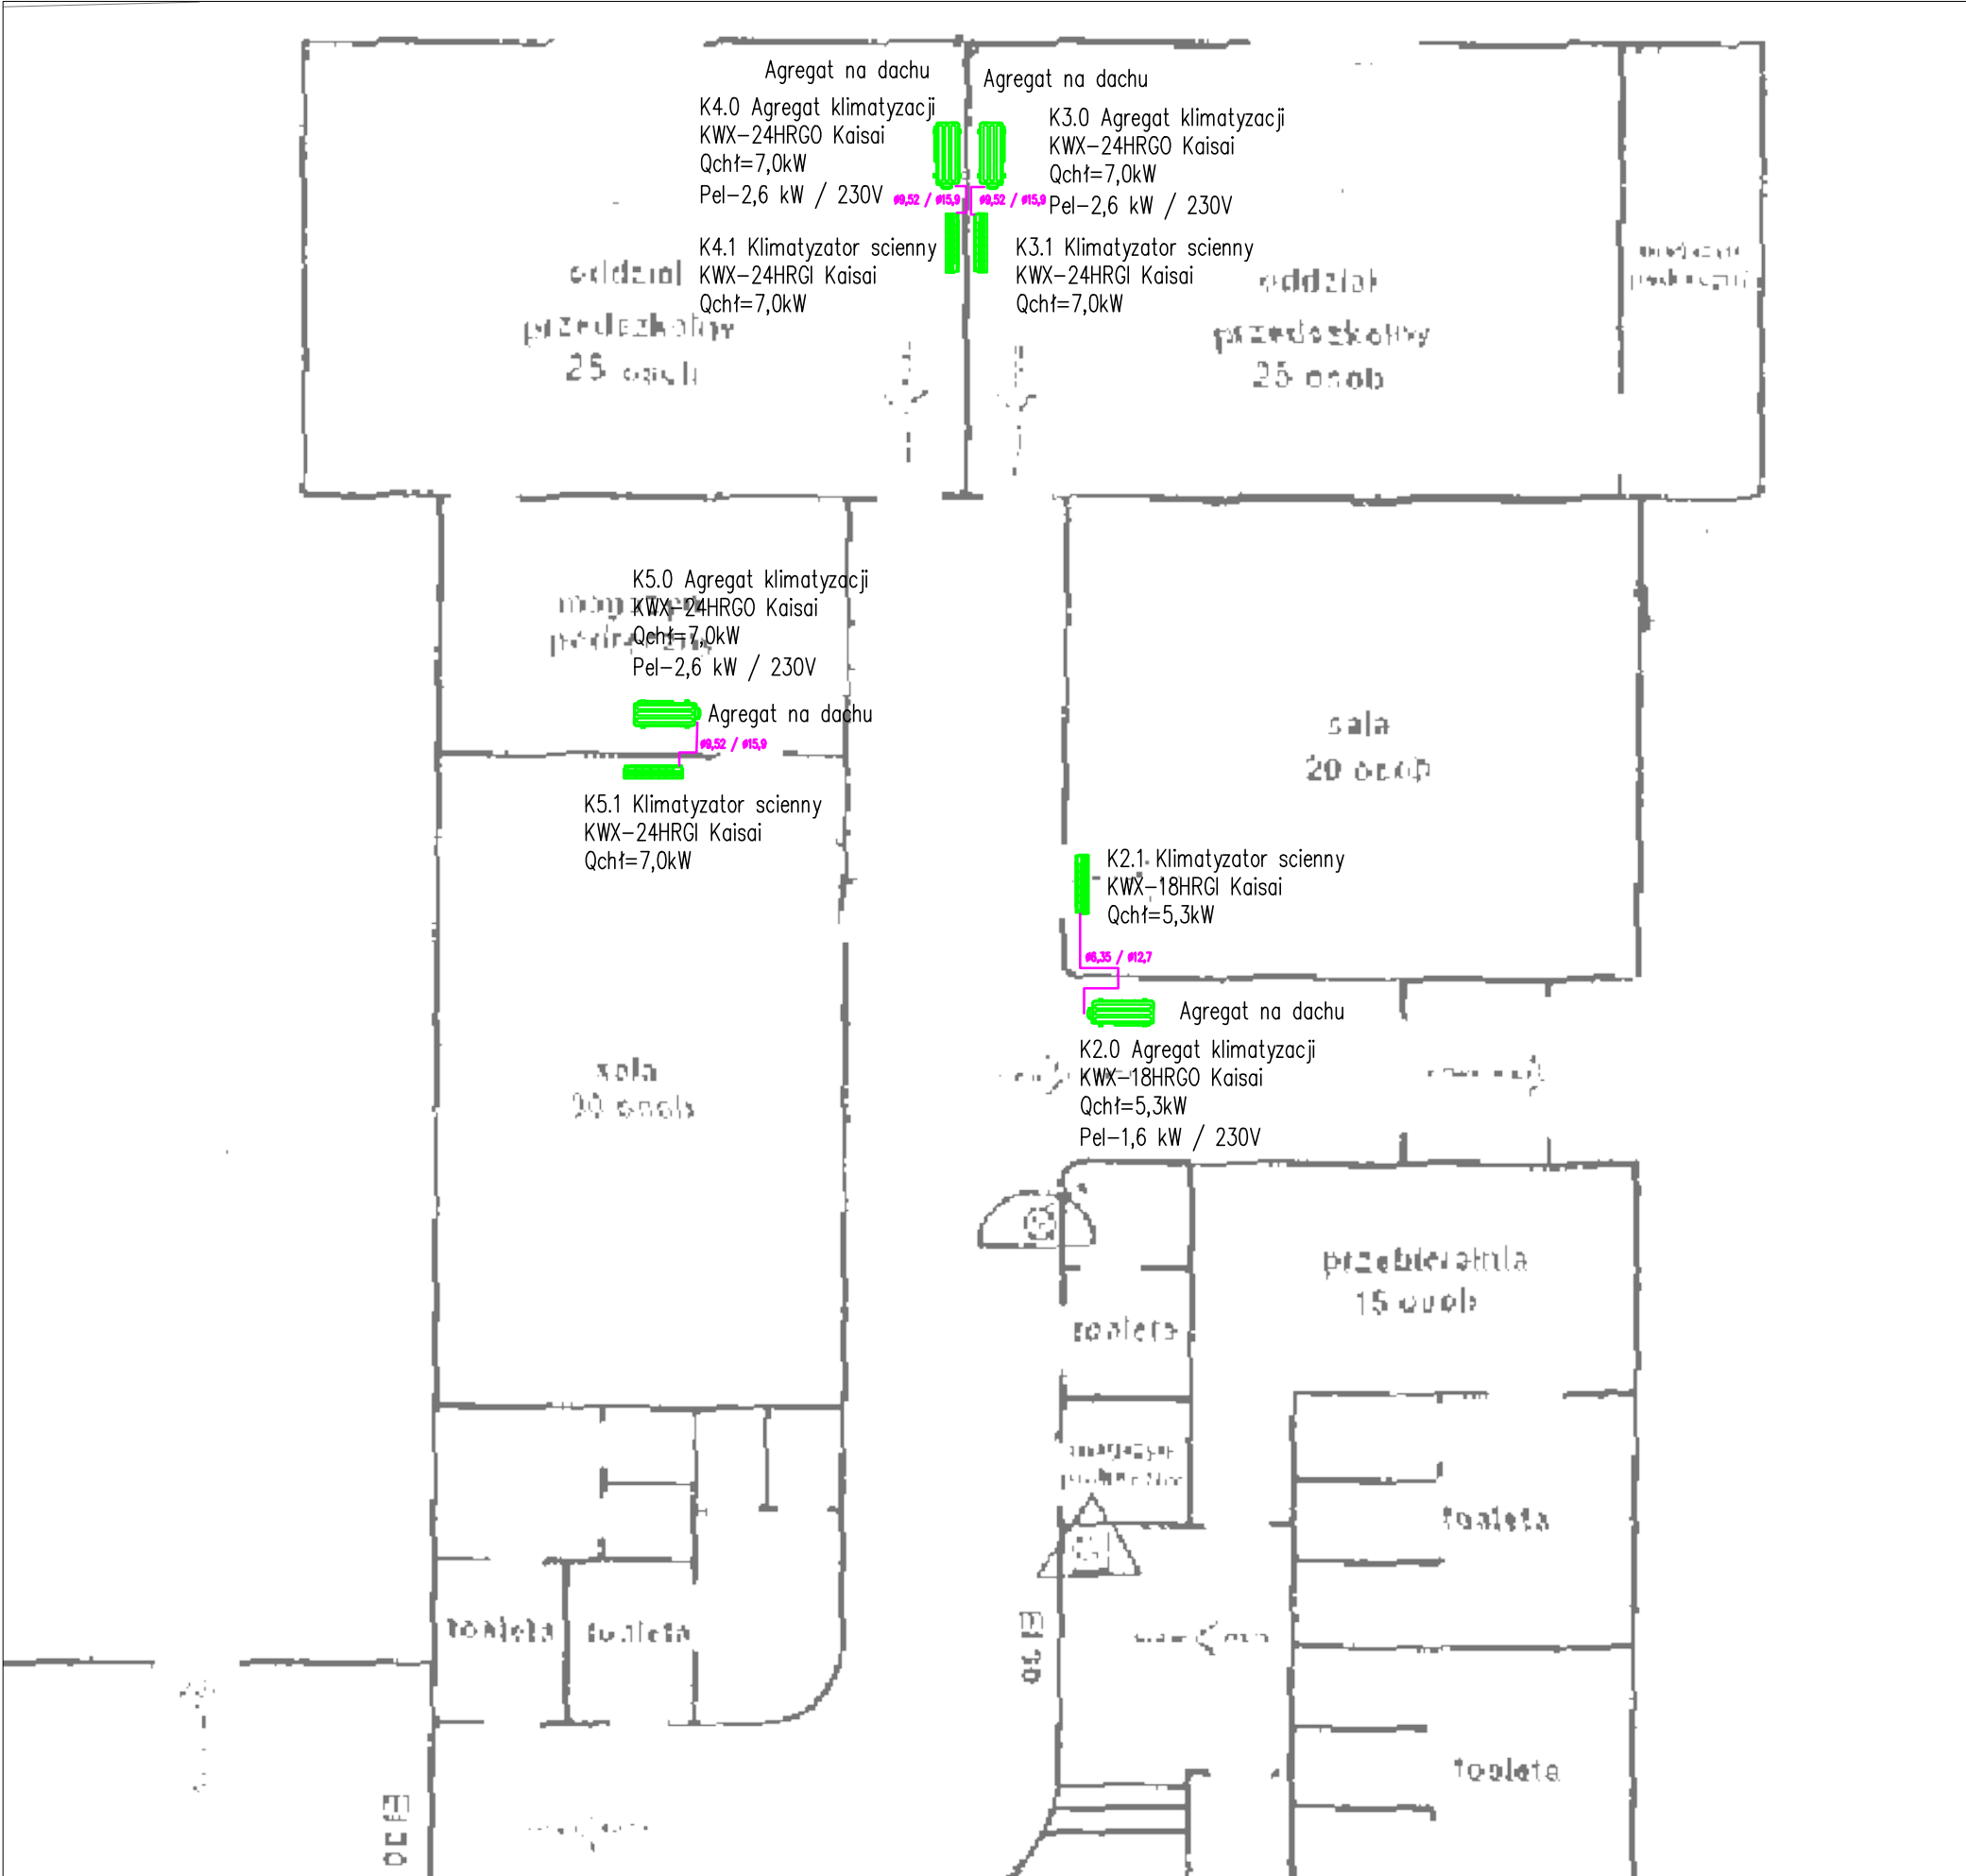 Agregat na dachu
K4.0 Agregat klimatyzacji
KWX-24HRGO Kaisai
Qchł=7,0kW
Pel-2,6 kW / 230V
ø9,52 / ø15,9
K4.1 Klimatyzator scienny
KWX-24HRGI Kaisai
Qchł=7,0kW
Agregat na dachu
K3.0 Agregat klimatyzacji
KWX-24HRGO Kaisai
Qchł=7,0kW
Pel-2,6 kW / 230V
ø9,52 / ø15,9
K3.1 Klimatyzator scienny
KWX-24HRGI Kaisai
Qchł=7,0kW
oddział
przedszkolny
25 osob
oddział
przedszkolny
25 osob
K5.0 Agregat klimatyzacji
KWX-24HRGO Kaisai
Qchł=7,0kW
Pel-2,6 kW / 230V
Agregat na dachu
ø9,52 / ø15,9
K5.1 Klimatyzator scienny
KWX-24HRGI Kaisai
Qchł=7,0kW
sala
20 osob
K2.1 Klimatyzator scienny
KWX-18HRGI Kaisai
Qchł=5,3kW
ø6,35 / ø12,7
Agregat na dachu
K2.0 Agregat klimatyzacji
KWX-18HRGO Kaisai
Qchł=5,3kW
Pel-1,6 kW / 230V
sala
osob
przebieralnia
15 osob
toaleta
toaleta
toaleta
toaleta
toaleta